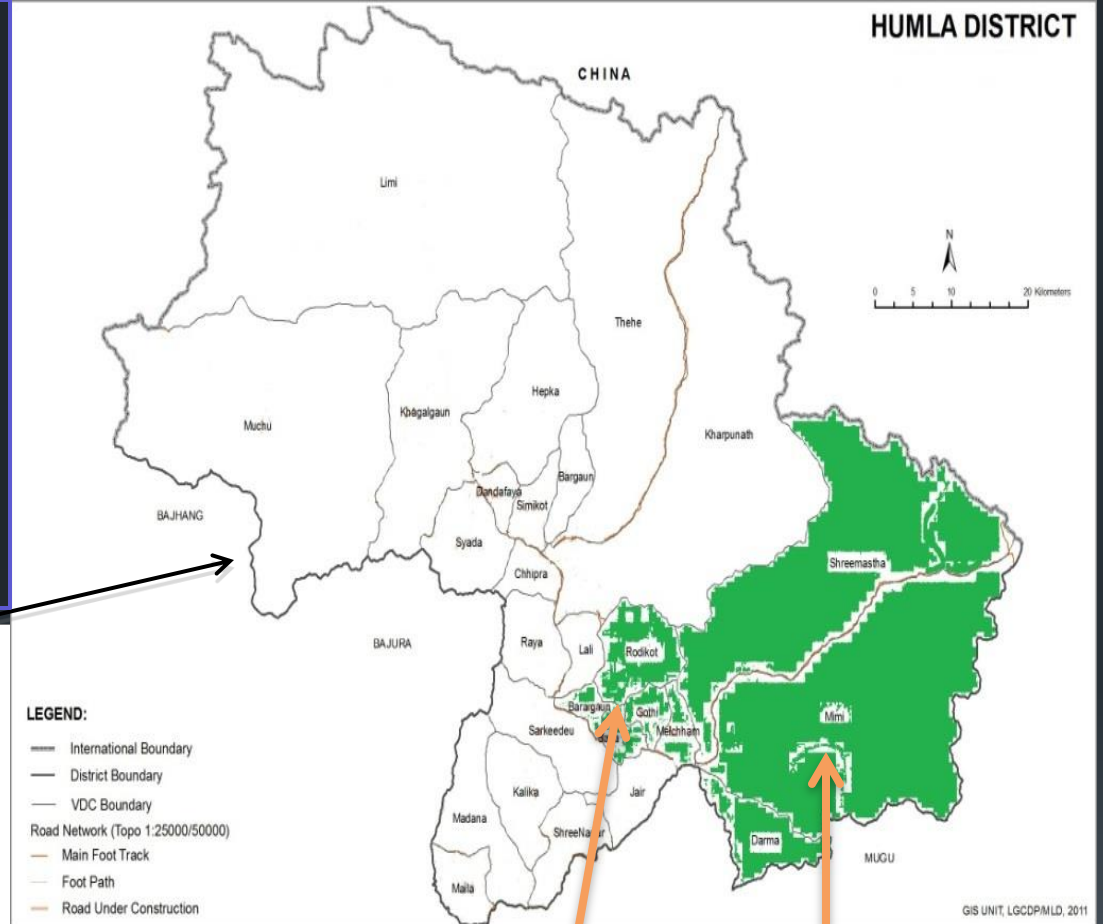 HUMLA DISTRICT
CHINA
Limi
N
0 5 10 20 Kilometers
Thehe
Hepka
Khagalgaun
Muchu
Kharpunath
Bargaun
Dandafaya
Simikot
BAJHANG
Syada
Shreemastha
Chhipra
BAJURA
Raya
Lali
Rodikot
Barargaun
Gothi
Mimi
Sarkeedeu
Melchham
Kalika
Jair
Madana
ShreeNagar
Darma
MUGU
Maila
LEGEND:
International Boundary
District Boundary
VDC Boundary
Road Network (Topo 1:25000/50000)
Main Foot Track
Foot Path
Road Under Construction
GIS UNIT, LGCDP/MLD, 2011